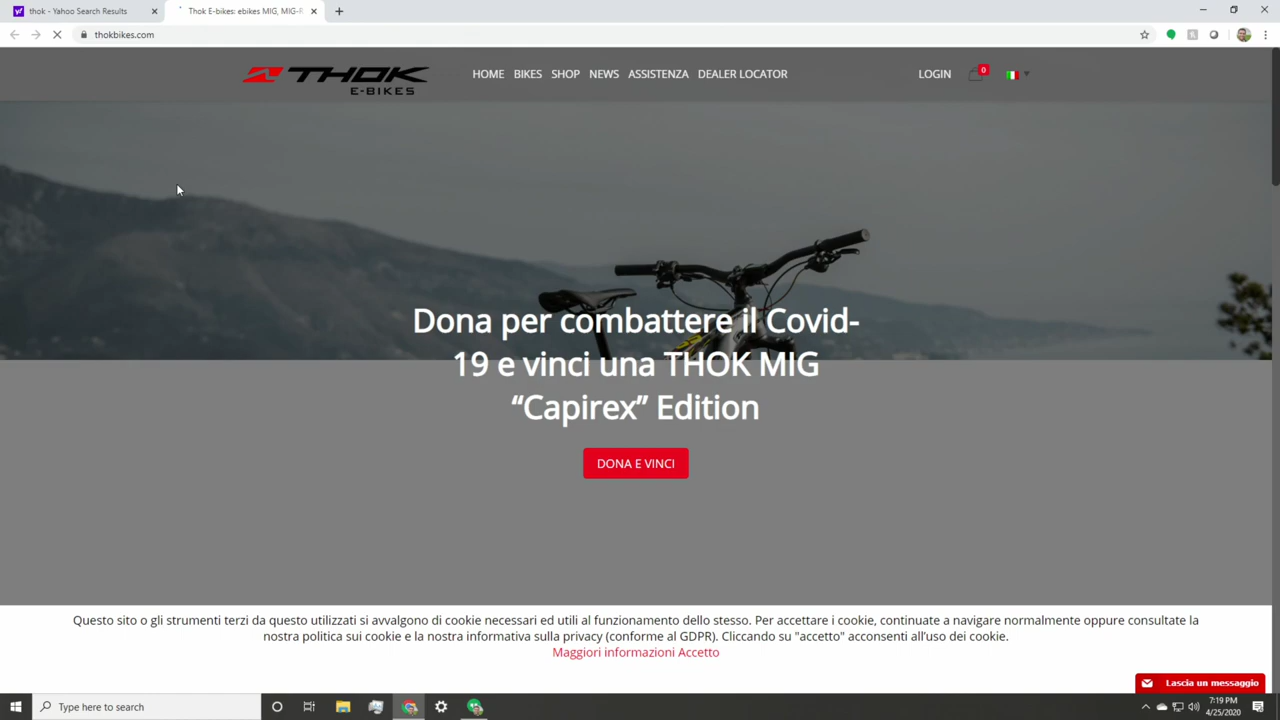 thok - Yahoo Search Results
Thok E-bikes: ebikes MIG, MIG-R
thokbikes.com
THOK
E-BIKES
HOME BIKES SHOP NEWS ASSISTENZA DEALER LOCATOR
LOGIN
0
Dona per combattere il Covid-
19 e vinci una THOK MIG
“Capirex” Edition
DONA E VINCI
Questo sito o gli strumenti terzi da questo utilizzati si avvalgono di cookie necessari ed utili al funzionamento dello stesso. Per accettare i cookie, continuate a navigare normalmente oppure consultate la
nostra politica sui cookie e la nostra informativa sulla privacy (conforme al GDPR). Cliccando su "accetto" acconsenti all'uso dei cookie.
Maggiori informazioni Accetto
Lascia un messaggio
Type here to search
7:19 PM
4/25/2020